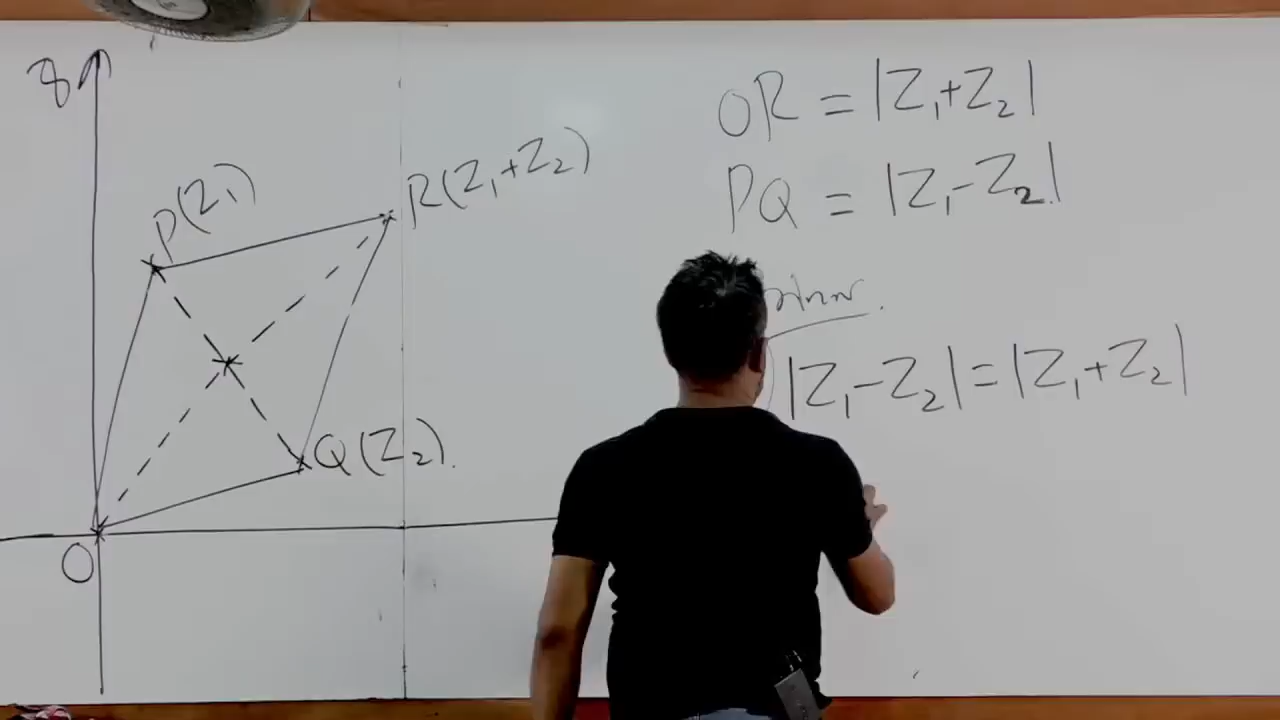 P(Z₁)
R(Z₁+Z₂)
Q(Z₂).
O
OR = |Z₁+Z₂|
PQ = |Z₁-Z₂|
|Z₁-Z₂|=|Z₁+Z₂|